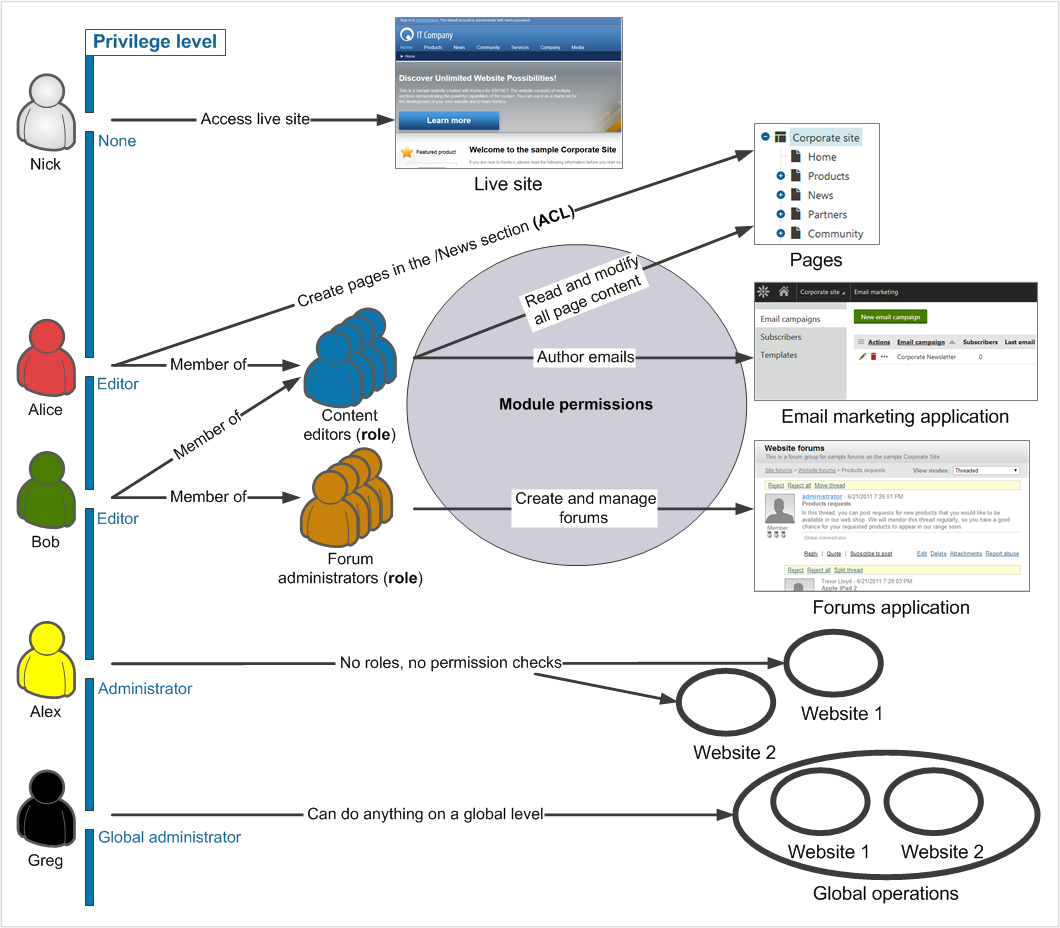 Privilege level
Sign in to Administration. The default account is administrator with blank password.
IT Company
Home Products News Community Services Company Media
Home
Discover Unlimited Website Possibilities!
This is a sample website created with Kentico for ASP.NET. The website consists of multiple
sections demonstrating the powerful capabilities of the system. You can use it as a starter kit for
the development of your own website and to learn Kentico.
Learn more
Featured product
Welcome to the sample Corporate Site
If you are new to Kentico, please read the following information before you start
Live site
Access live site
Nick
None
Corporate site
Home
Products
News
Partners
Community
Pages
Create pages in the /News section (ACL)
Read and modify
all page content
Member of
Alice
Editor
Content
editors (role)
Author emails
Module permissions
Corporate site Email marketing
Email campaigns
Subscribers
Templates
New email campaign
Actions Email campaign Subscribers Last email
Corporate Newsletter 0
Email marketing application
Member of
Member of
Bob
Editor
Forum
administrators (role)
Create and manage
forums
Website forums
This is a forum group for sample forums on the sample Corporate Site.
Site forums > Website forums > Products requests View modes: Threaded
Reject Reject all Move thread
administrator - 6/21/2011 7:26:51 PM
Products requests
In this thread, you can post requests for new products that you would like to be
available in our web shop. We will monitor this thread regularly, so you have a good
chance for your requested products to appear in our range soon.
Member
Global Administrator
Reply | Quote | Subscribe to post Edit Delete Attachments Report abuse
Reject Reject all Split thread
Trevor Lloyd - 6/21/2011 7:29:03 PM
Apple iPad 2
Forums application
No roles, no permission checks
Alex
Administrator
Website 1
Website 2
Can do anything on a global level
Greg
Global administrator
Website 1 Website 2
Global operations